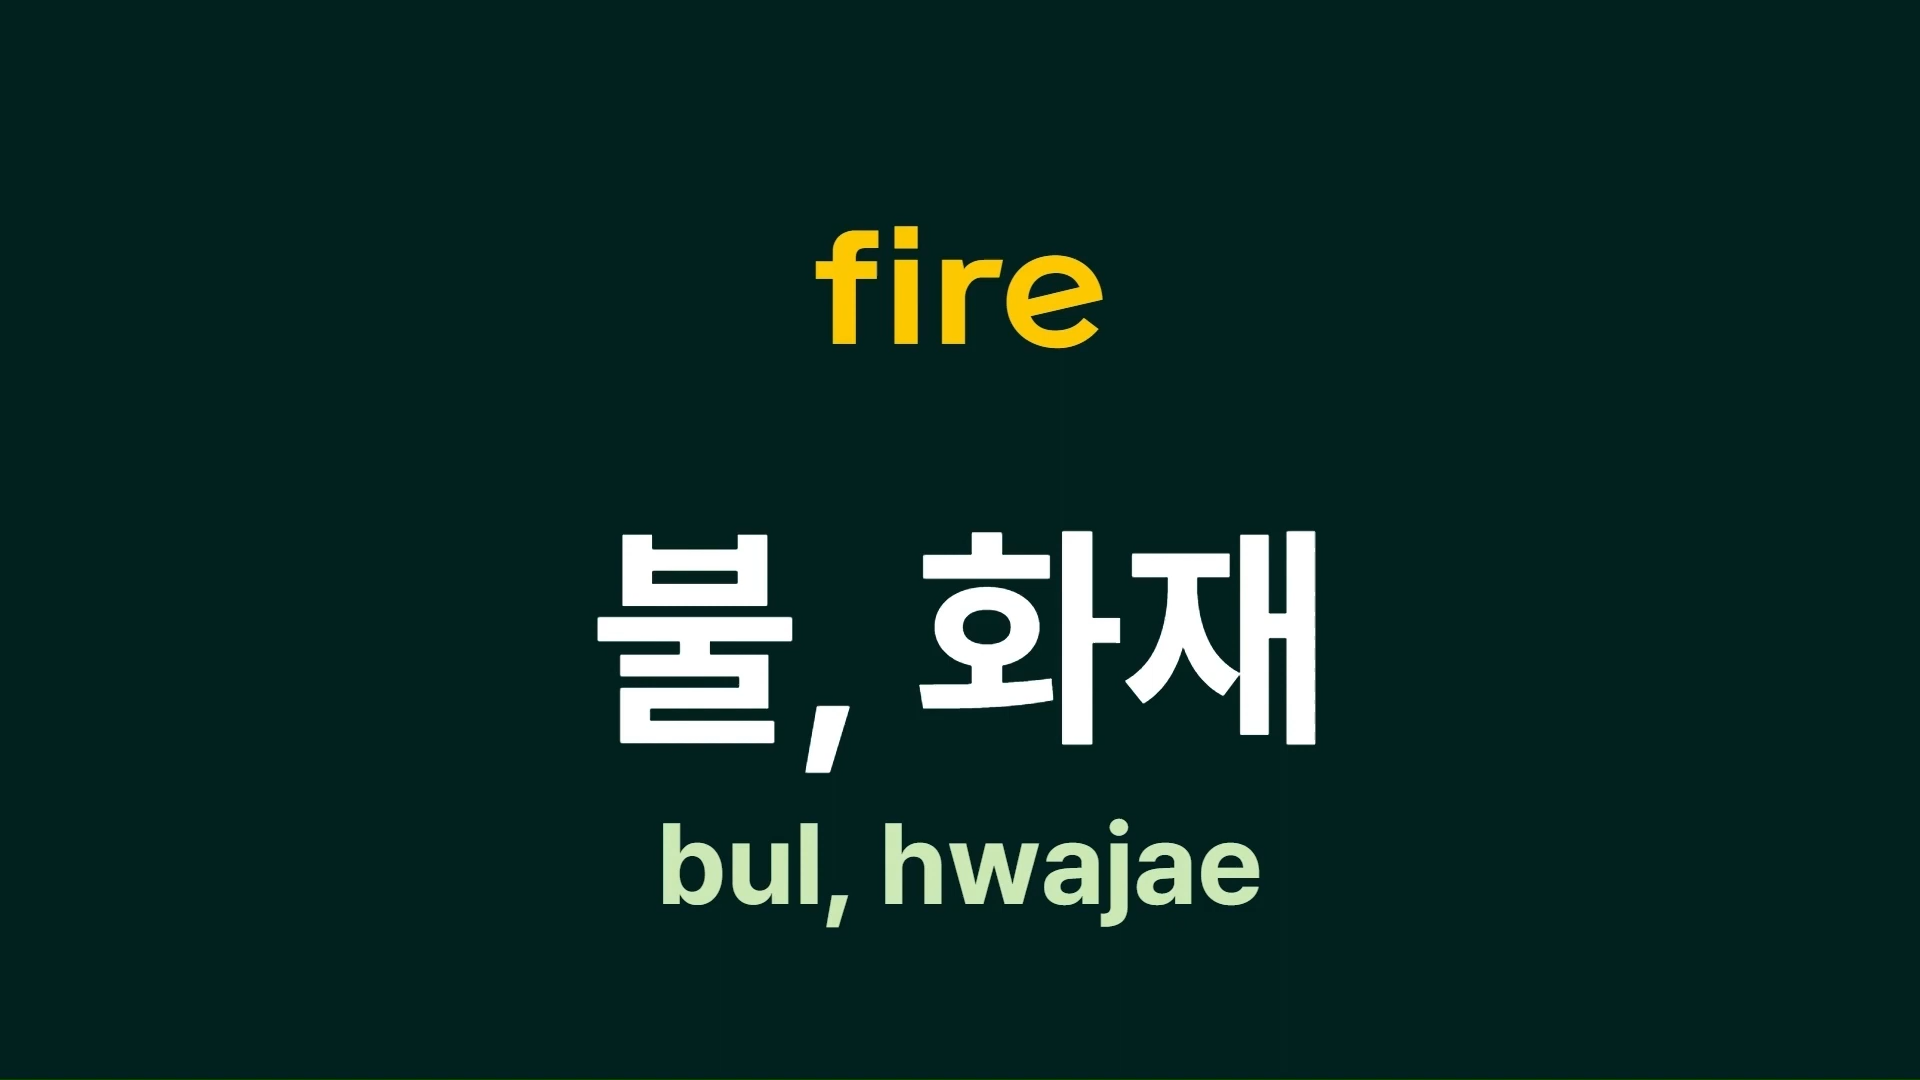 fire
불, 화재
bul, hwajae